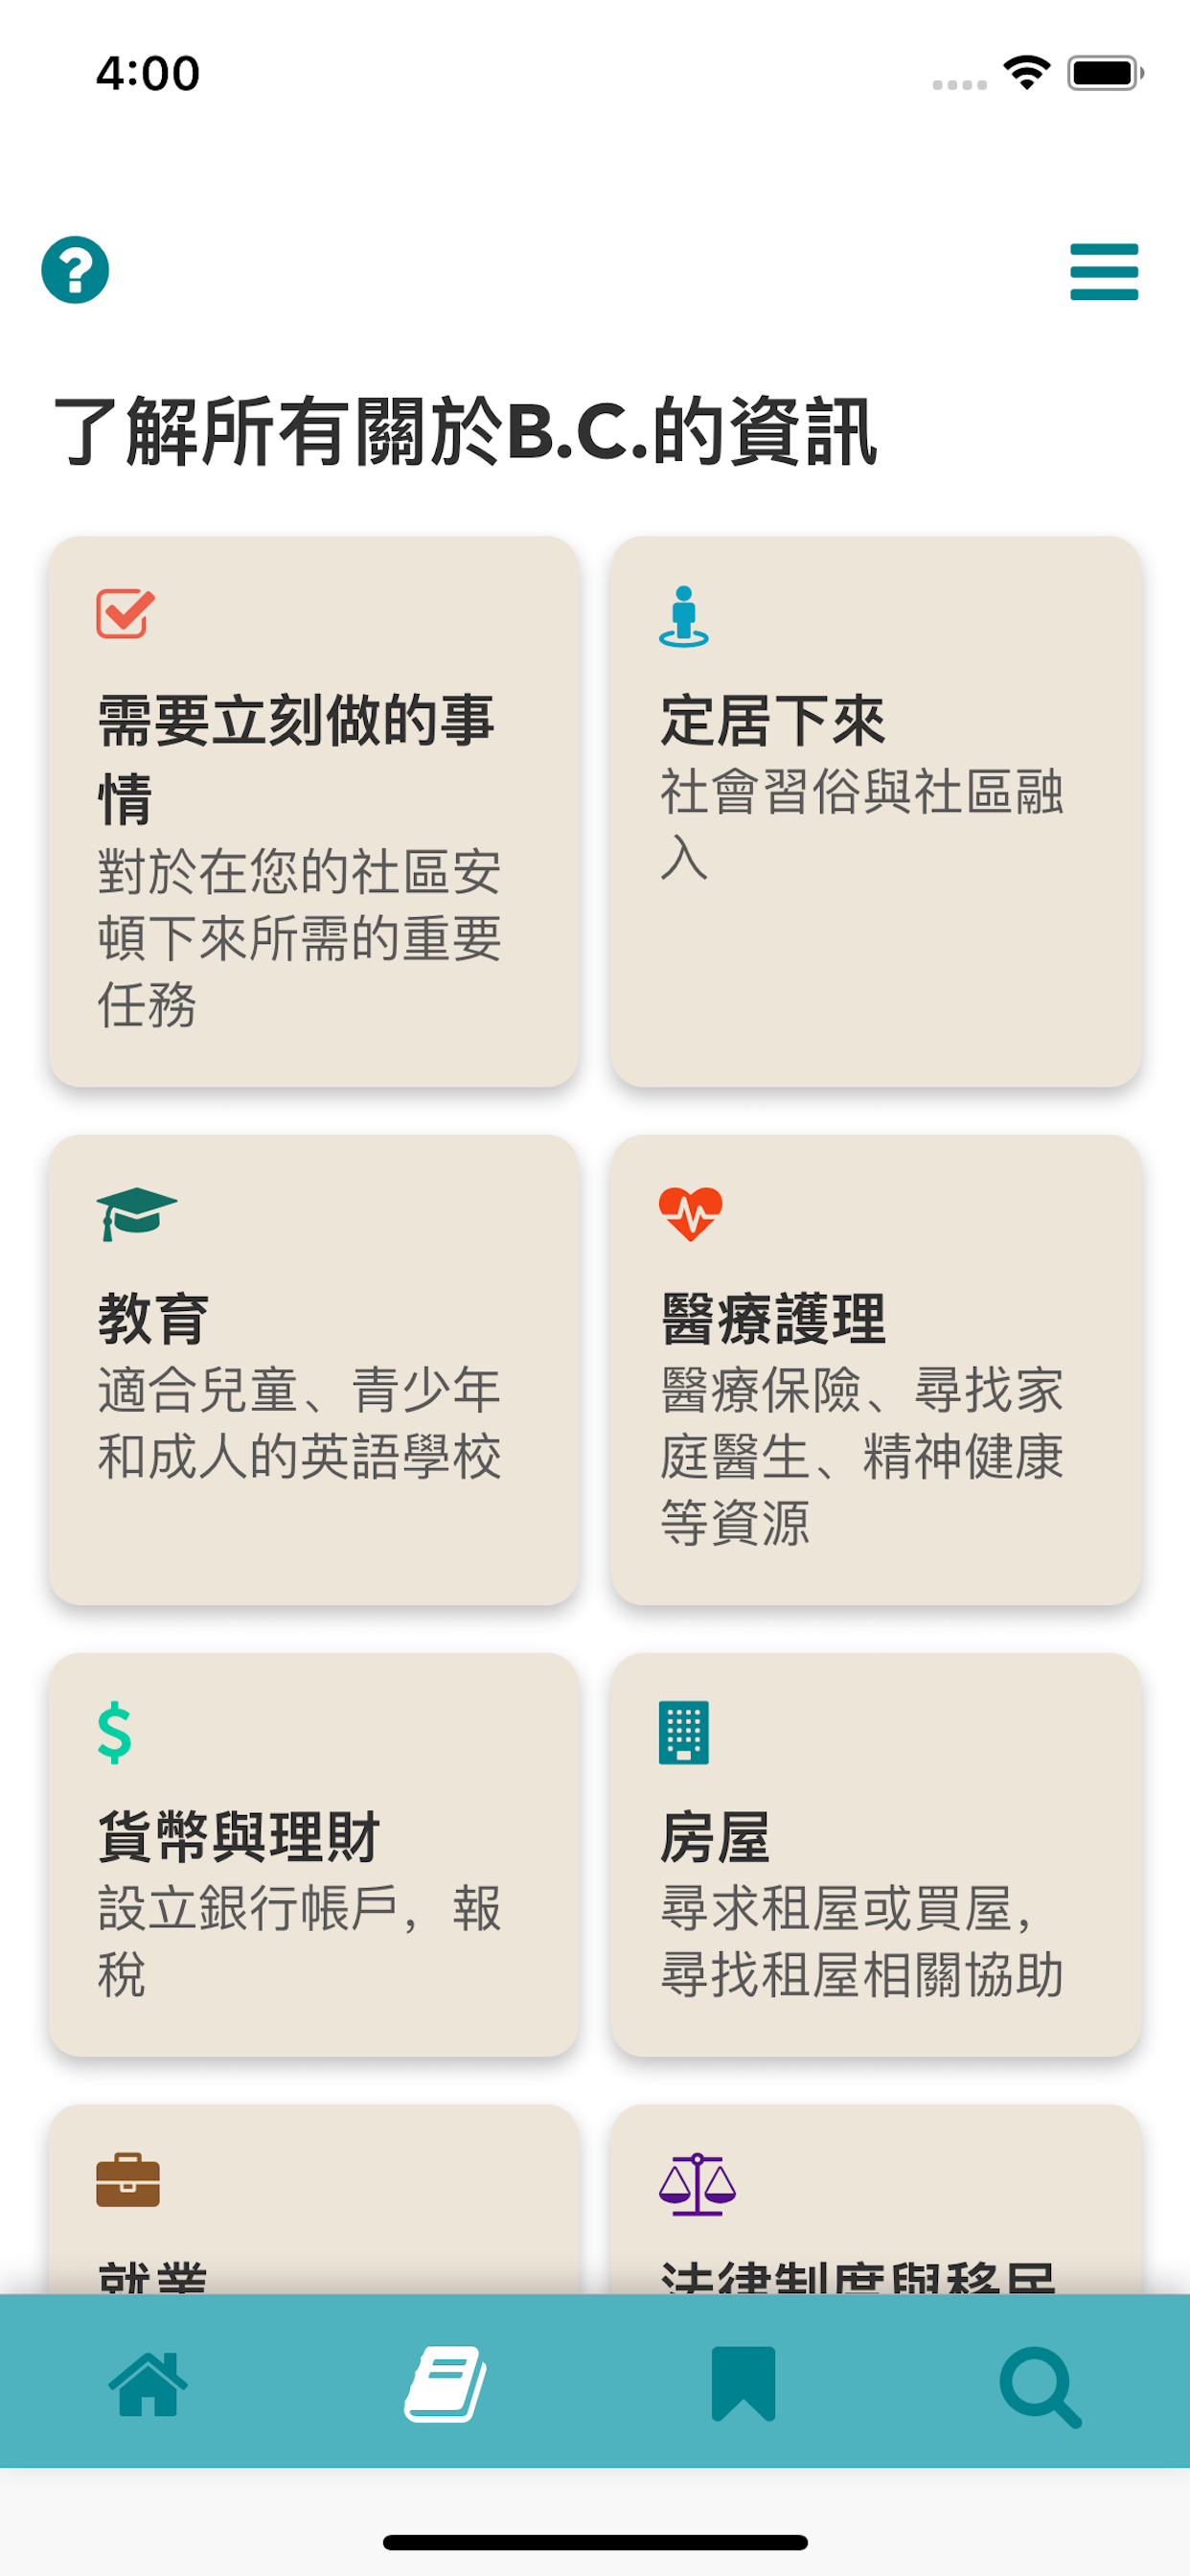 4:00
了解所有關於B.C.的資訊
需要立刻做的事
情
對於在您的社區安
頓下來所需的重要
任務
定居下來
社會習俗與社區融
入
教育
適合兒童、青少年
和成人的英語學校
醫療護理
醫療保險、尋找家
庭醫生、精神健康
等資源
貨幣與理財
設立銀行帳戶，報
稅
房屋
尋求租屋或買屋，
尋找租屋相關協助
就業
法律制度與移民